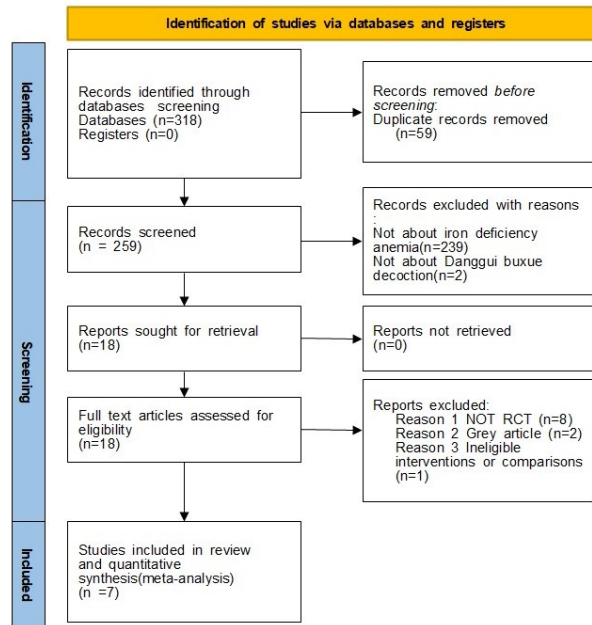 Identification of studies via databases and registers
Identification
Records identified through
databases screening
Databases (n=318)
Registers (n=0)
Records removed before
screening:
Duplicate records removed
(n=59)
Screening
Records screened
(n = 259)
Records excluded with reasons
:
Not about iron deficiency
anemia(n=239)
Not about Danggui buxue
decoction(n=2)
Reports sought for retrieval
(n=18)
Reports not retrieved
(n=0)
Full text articles assessed for
eligibility
(n=18)
Reports excluded:
Reason 1 NOT RCT (n=8)
Reason 2 Grey article (n=2)
Reason 3 Ineligible
interventions or comparisons
(n=1)
Included
Studies included in review
and quantitative
synthesis(meta-analysis)
(n =7)